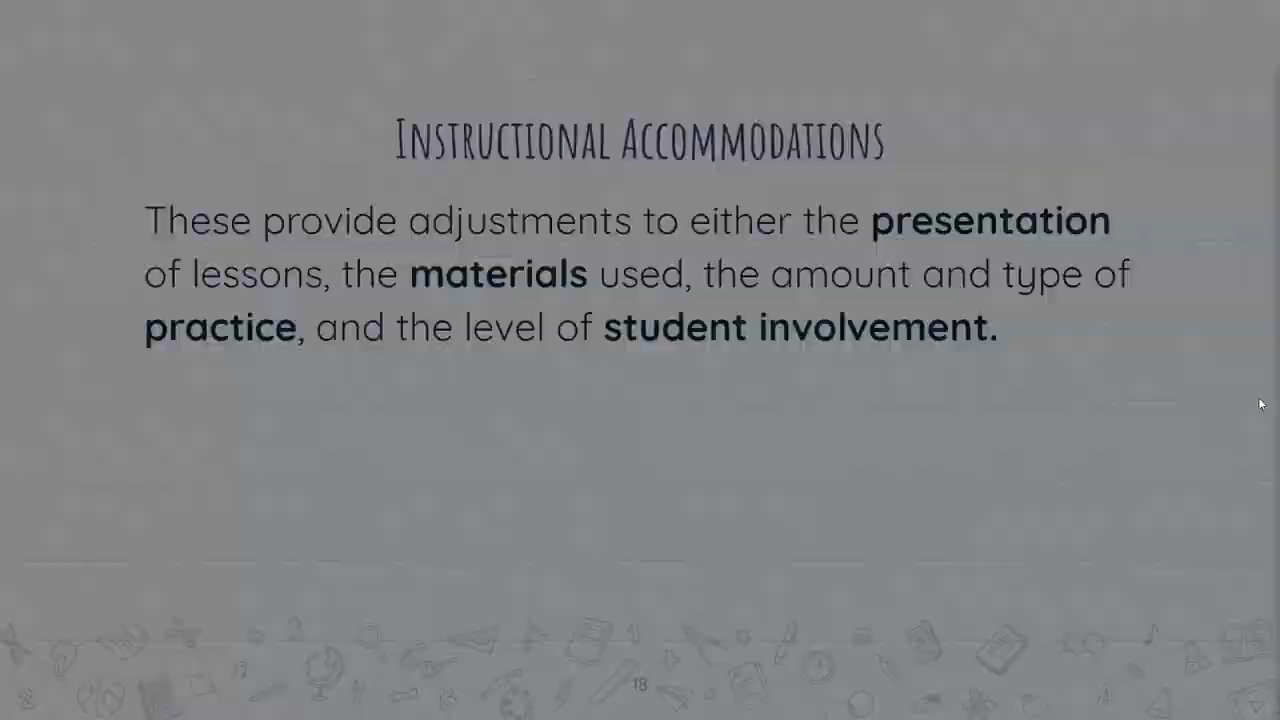 Instructional Accommodations
These provide adjustments to either the presentation
of lessons, the materials used, the amount and type of
practice, and the level of student involvement.
18